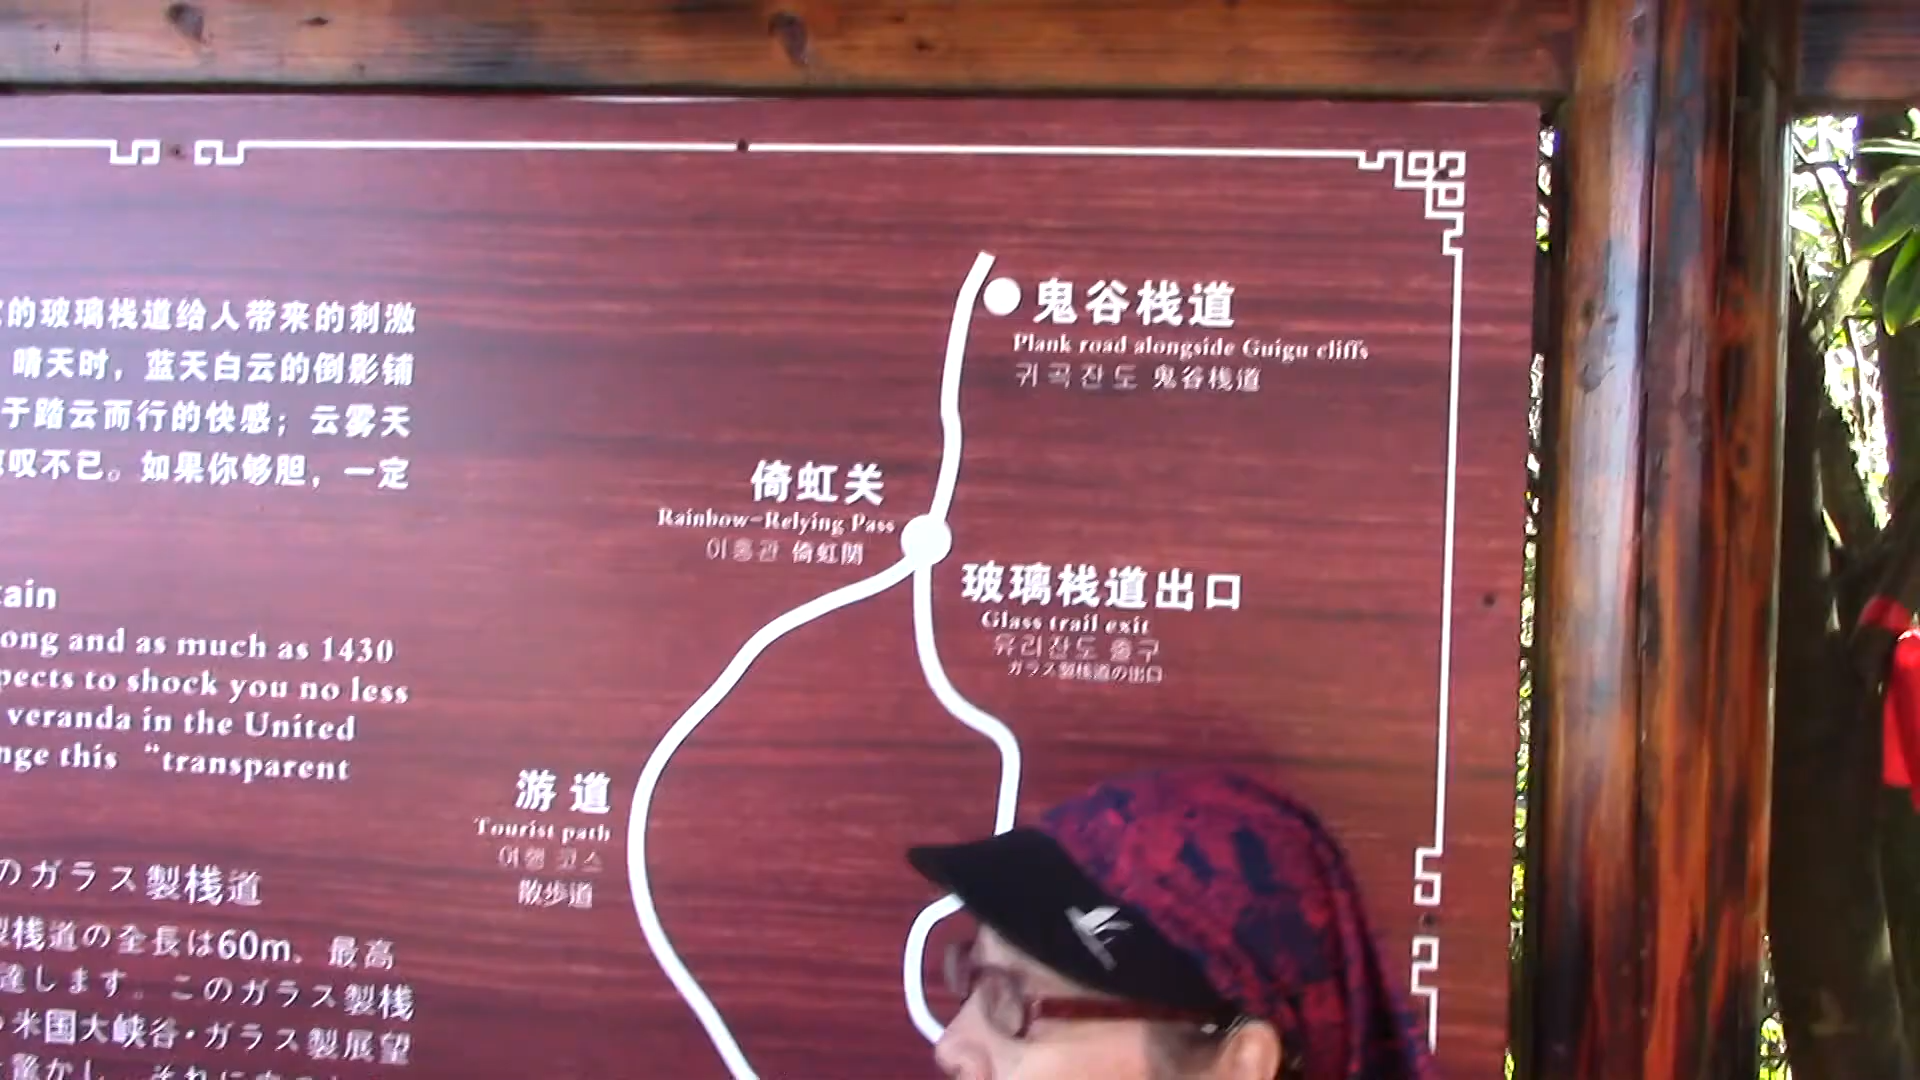 的玻璃栈道给人带来的刺激
晴天时，蓝天白云的倒影铺
于踏云而行的快感；云雾天
叹不已。如果你够胆，一定
ong and as much as 1430
pects to shock you no less
veranda in the United
nge this “transparent
のガラス製桟道
桟道の全長は60m、最高
達します。このガラス製桟
米国大峡谷・ガラス製展望
鬼谷栈道
Plank road alongside Guigu cliffs
귀곡잔도 鬼谷栈道
倚虹关
Rainbow-Relying Pass
이홍관 倚虹関
玻璃栈道出口
Glass trail exit
유리잔도 출구
ガラス製桟道の出口
游道
Tourist path
여행 코스
散歩道